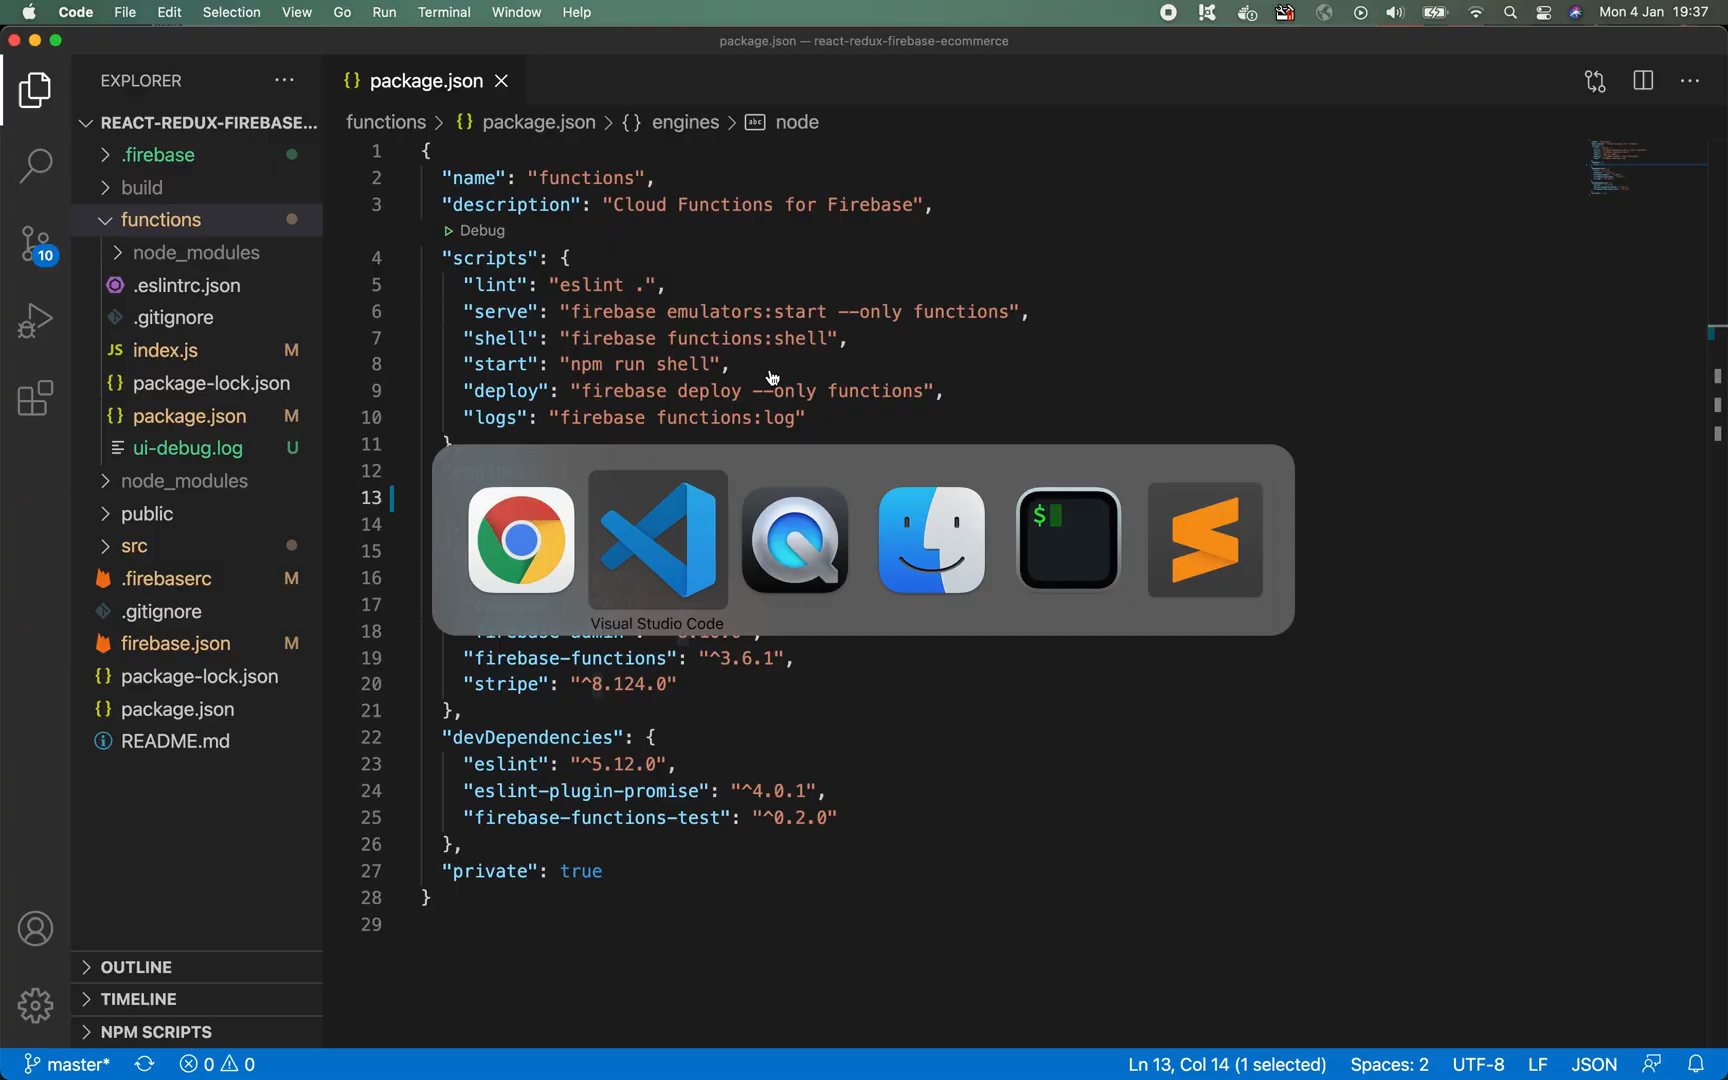 Code File Edit Selection View Go Run Terminal Window Help Mon 4 Jan 19:37
package.json — react-redux-firebase-ecommerce
EXPLORER
REACT-REDUX-FIREBASE...
.firebase
build
functions
node_modules
.eslintrc.json
.gitignore
JS index.js M
package-lock.json
package.json M
ui-debug.log U
node_modules
public
src
.firebaserc M
.gitignore
firebase.json M
package-lock.json
package.json
README.md
OUTLINE
TIMELINE
NPM SCRIPTS
10
{} package.json
functions > {} package.json > {} engines > abc node
1 {
2 "name": "functions",
3 "description": "Cloud Functions for Firebase",
Debug
4 "scripts": {
5 "lint": "eslint .",
6 "serve": "firebase emulators:start --only functions",
7 "shell": "firebase functions:shell",
8 "start": "npm run shell",
9 "deploy": "firebase deploy --only functions",
10 "logs": "firebase functions:log"
11 },
12
13
14
15
16
17
18 "firebase-admin":
19 "firebase-functions": "^3.6.1",
20 "stripe": "^8.124.0"
21 },
22 "devDependencies": {
23 "eslint": "^5.12.0",
24 "eslint-plugin-promise": "^4.0.1",
25 "firebase-functions-test": "^0.2.0"
26 },
27 "private": true
28 }
29
$
Visual Studio Code
master* 0 0 Ln 13, Col 14 (1 selected) Spaces: 2 UTF-8 LF JSON